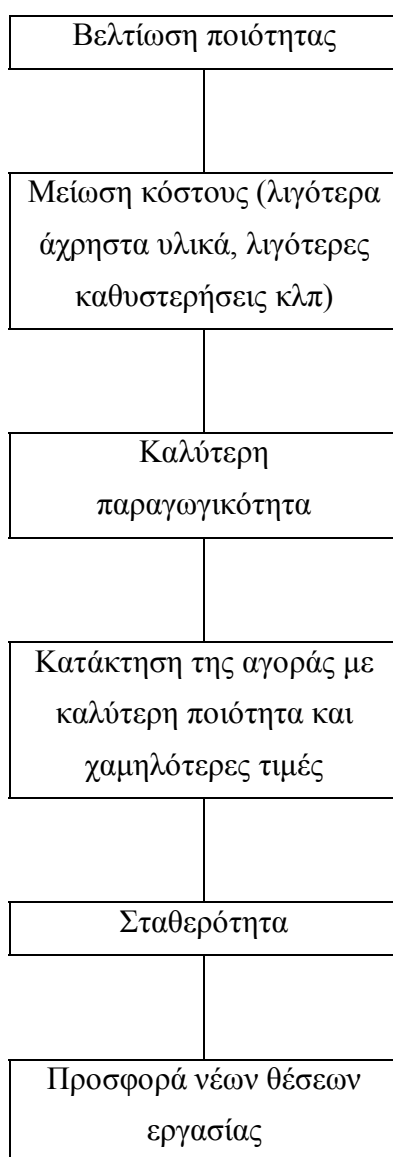 Βελτίωση ποιότητας
Μείωση κόστους (λιγότερα
άχρηστα υλικά, λιγότερες
καθυστερήσεις κλπ)
Καλύτερη
παραγωγικότητα
Κατάκτηση της αγοράς με
καλύτερη ποιότητα και
χαμηλότερες τιμές
Σταθερότητα
Προσφορά νέων θέσεων
εργασίας